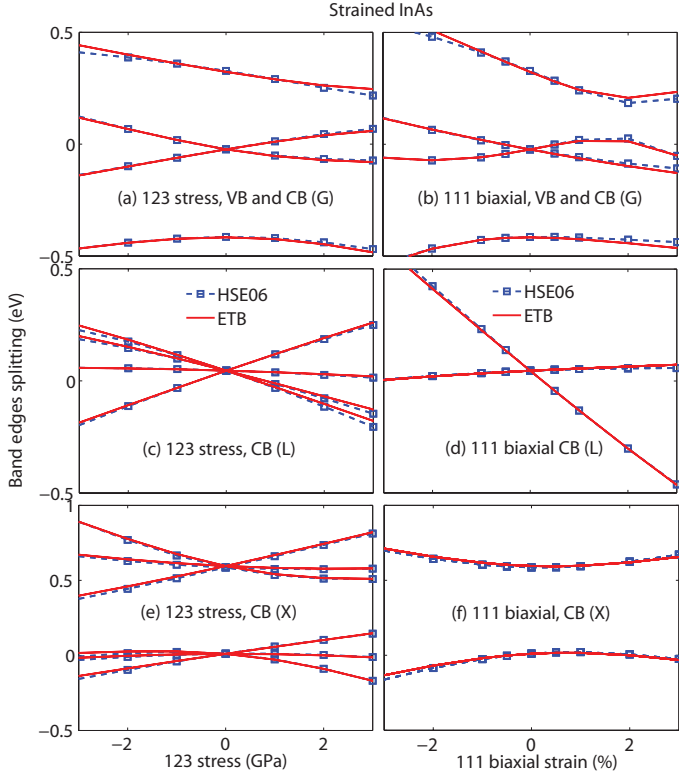 Strained InAs
Band edges splitting (eV)
0.5
0
−0.5
(a) 123 stress, VB and CB (G)
(b) 111 biaxial, VB and CB (G)
0.5
0
−0.5
HSE06
ETB
(c) 123 stress, CB (L)
HSE06
ETB
(d) 111 biaxial CB (L)
1
0.5
0
−0.5
(e) 123 stress, CB (X)
(f) 111 biaxial, CB (X)
−2 0 2
−2 0 2
123 stress (GPa)
111 biaxial strain (%)